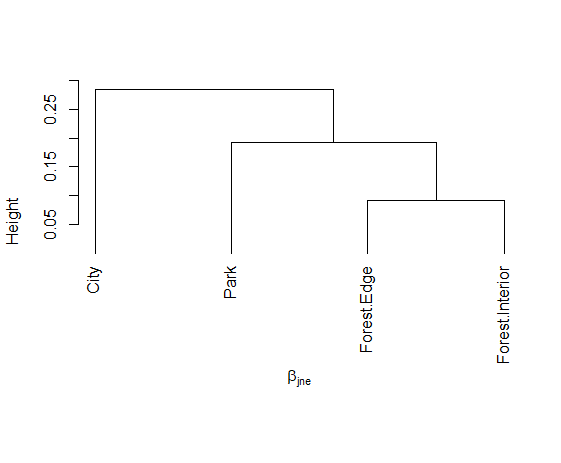 Height
0.25
0.15
0.05
City
Park
Forest.Edge
Forest.Interior
βjne